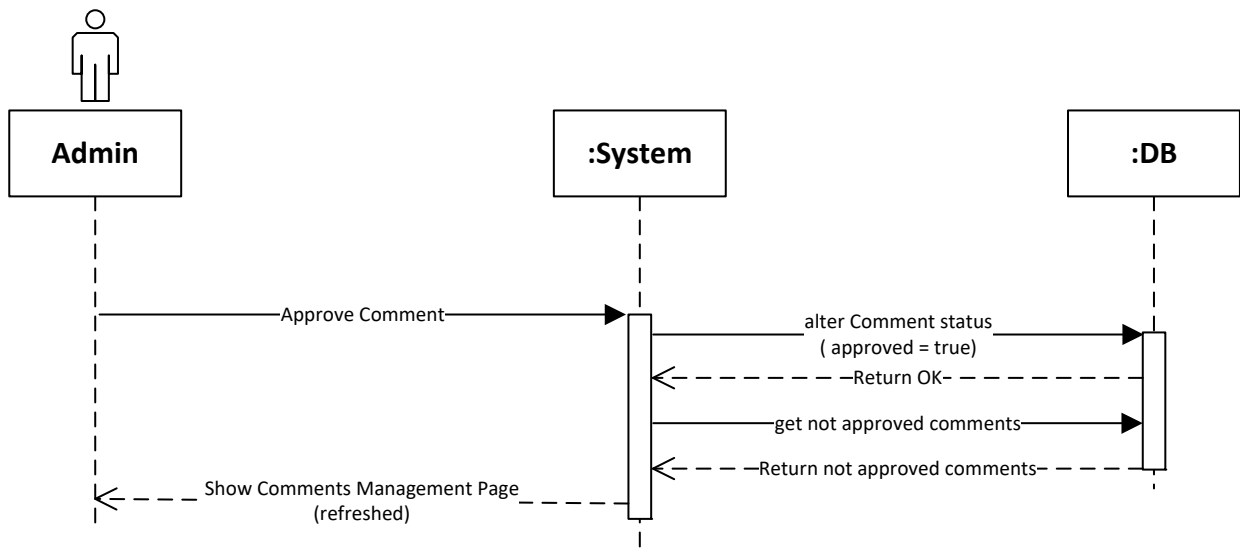 Admin
:System
:DB
Approve Comment
alter Comment status
( approved = true)
Return OK
get not approved comments
Return not approved comments
Show Comments Management Page
(refreshed)